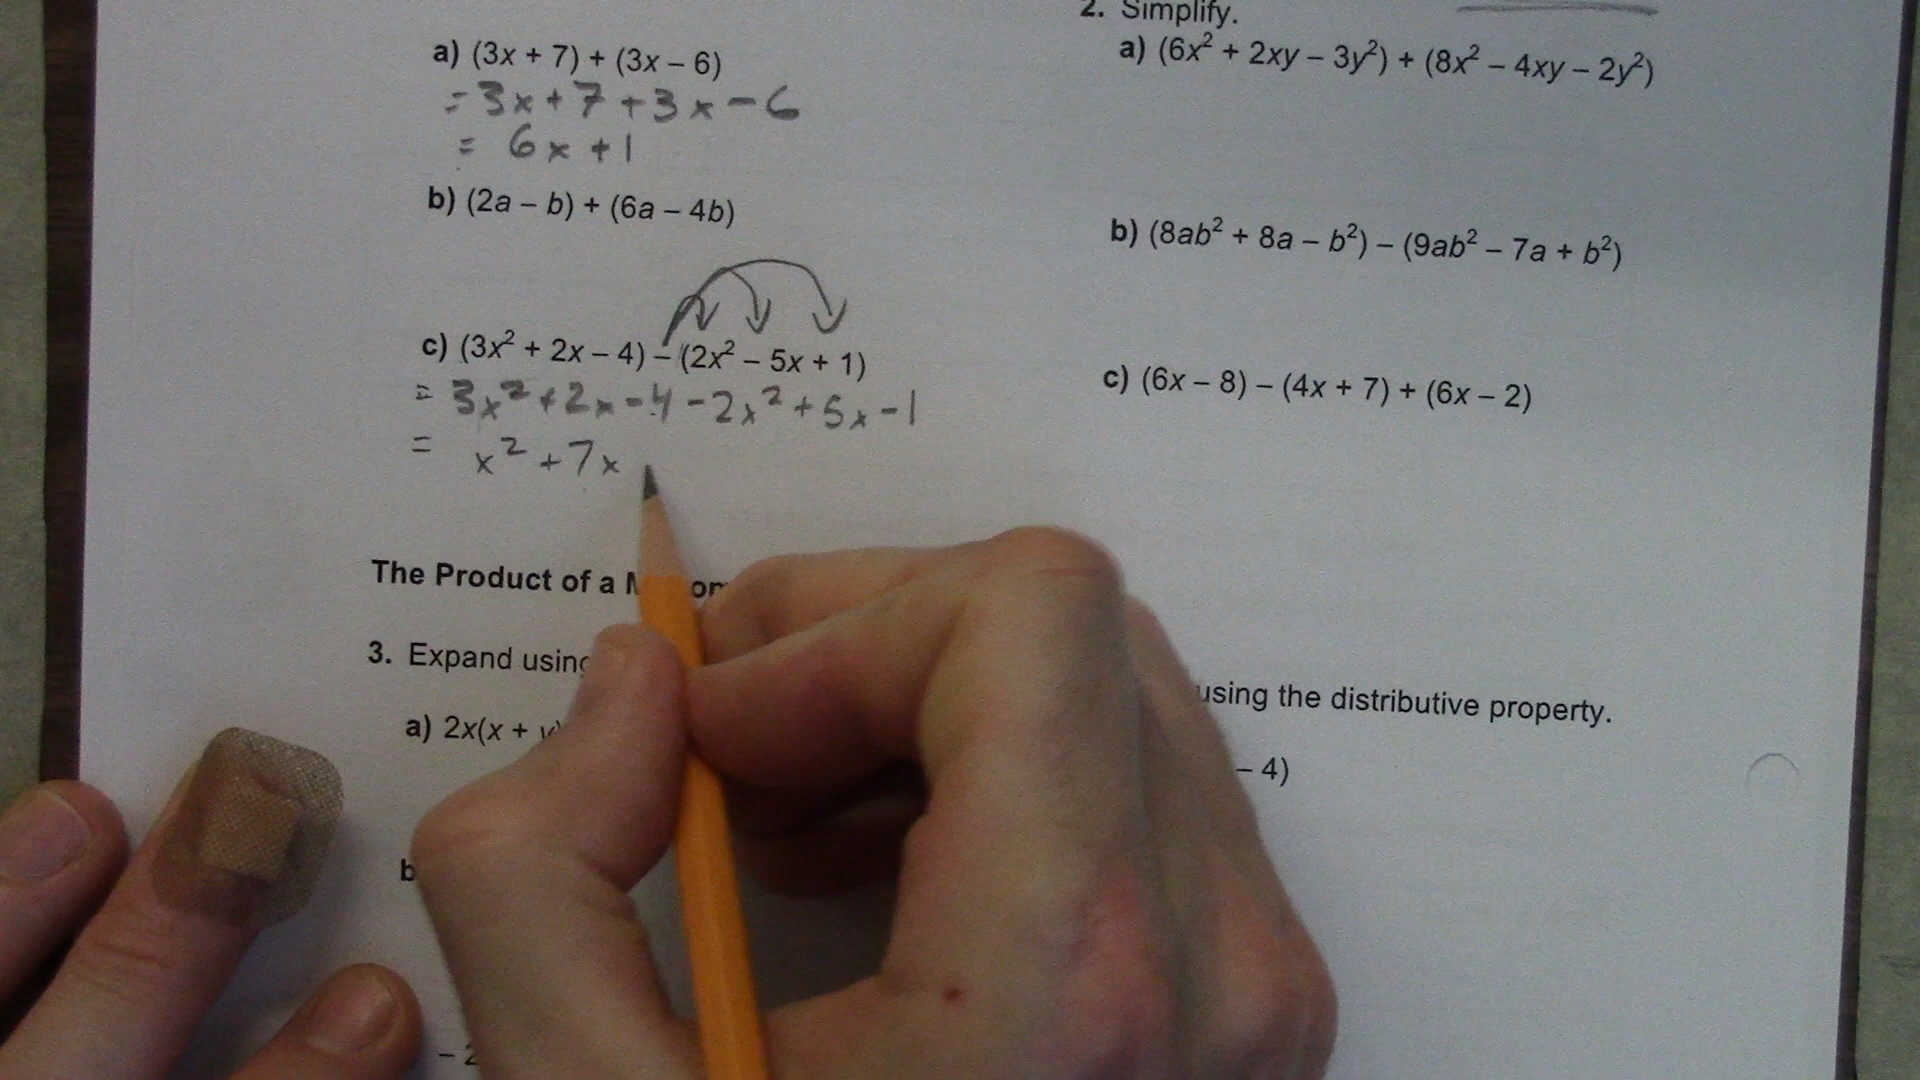 a) (3x + 7) + (3x – 6)
= 3x + 7 + 3x - 6
= 6x + 1
b) (2a – b) + (6a – 4b)
c) (3x² + 2x – 4) – (2x² – 5x + 1)
= 3x² + 2x - 4 - 2x² + 5x - 1
= x² + 7x
2. Simplify.
a) (6x² + 2xy – 3y²) + (8x² – 4xy – 2y²)
b) (8ab² + 8a – b²) – (9ab² – 7a + b²)
c) (6x – 8) – (4x + 7) + (6x – 2)
The Product of a
3. Expand using
a) 2x(x + y)
b
– 2
using the distributive property.
– 4)